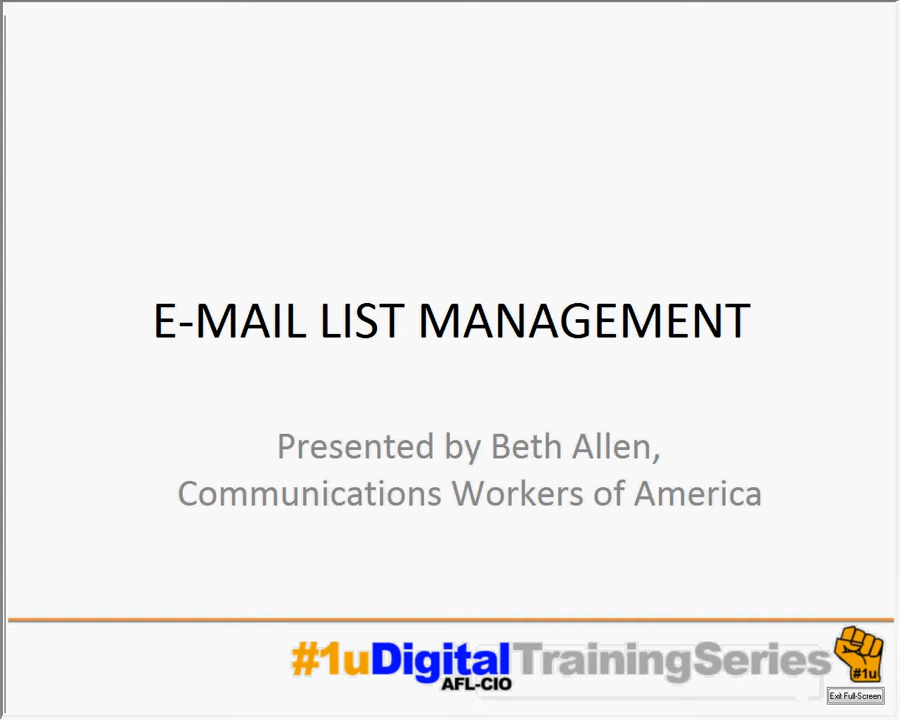 E-MAIL LIST MANAGEMENT
Presented by Beth Allen,
Communications Workers of America
#1uDigitalTrainingSeries
AFL-CIO
#1u
Exit Full-Screen